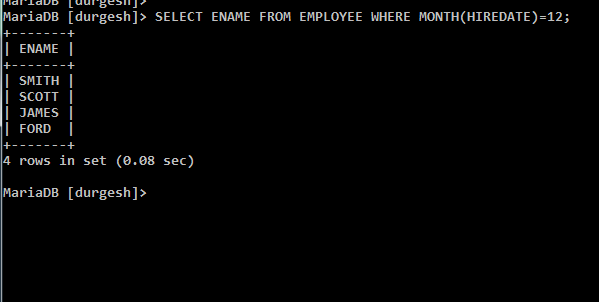 MariaDB [durgesh]>
MariaDB [durgesh]> SELECT ENAME FROM EMPLOYEE WHERE MONTH(HIREDATE)=12;
+-------+
| ENAME |
+-------+
| SMITH |
| SCOTT |
| JAMES |
| FORD  |
+-------+
4 rows in set (0.08 sec)
MariaDB [durgesh]>